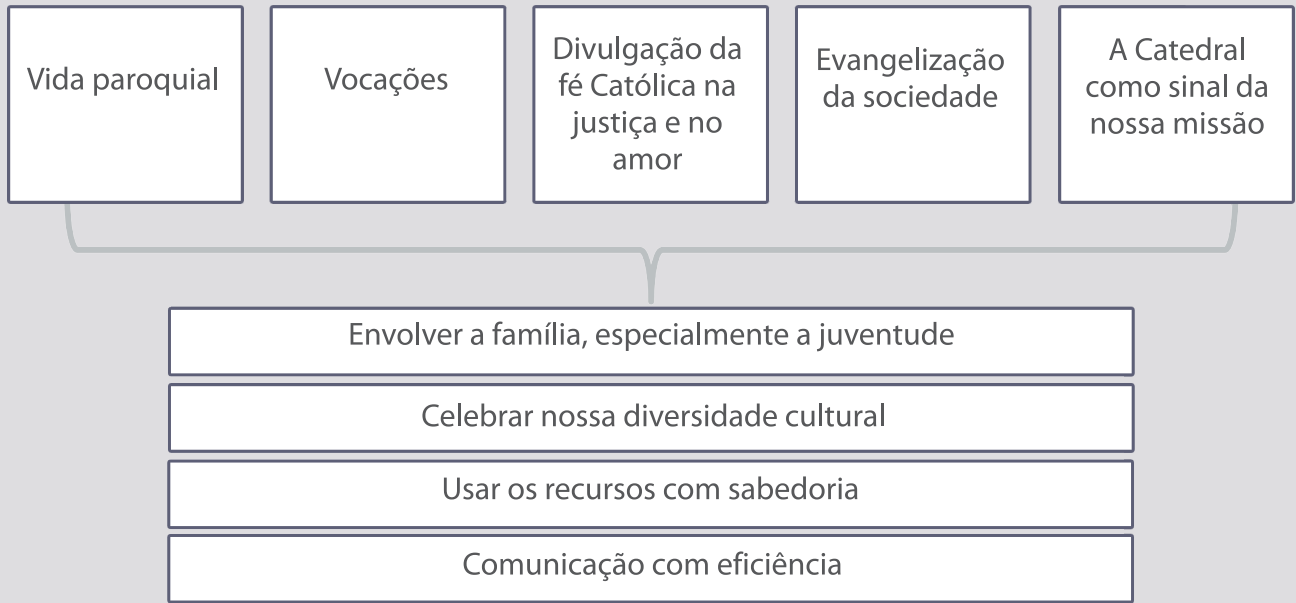 Vida paroquial
Vocações
Divulgação da
fé Católica na
justiça e no
amor
Evangelização
da sociedade
A Catedral
como sinal da
nossa missão
Envolver a família, especialmente a juventude
Celebrar nossa diversidade cultural
Usar os recursos com sabedoria
Comunicação com eficiência